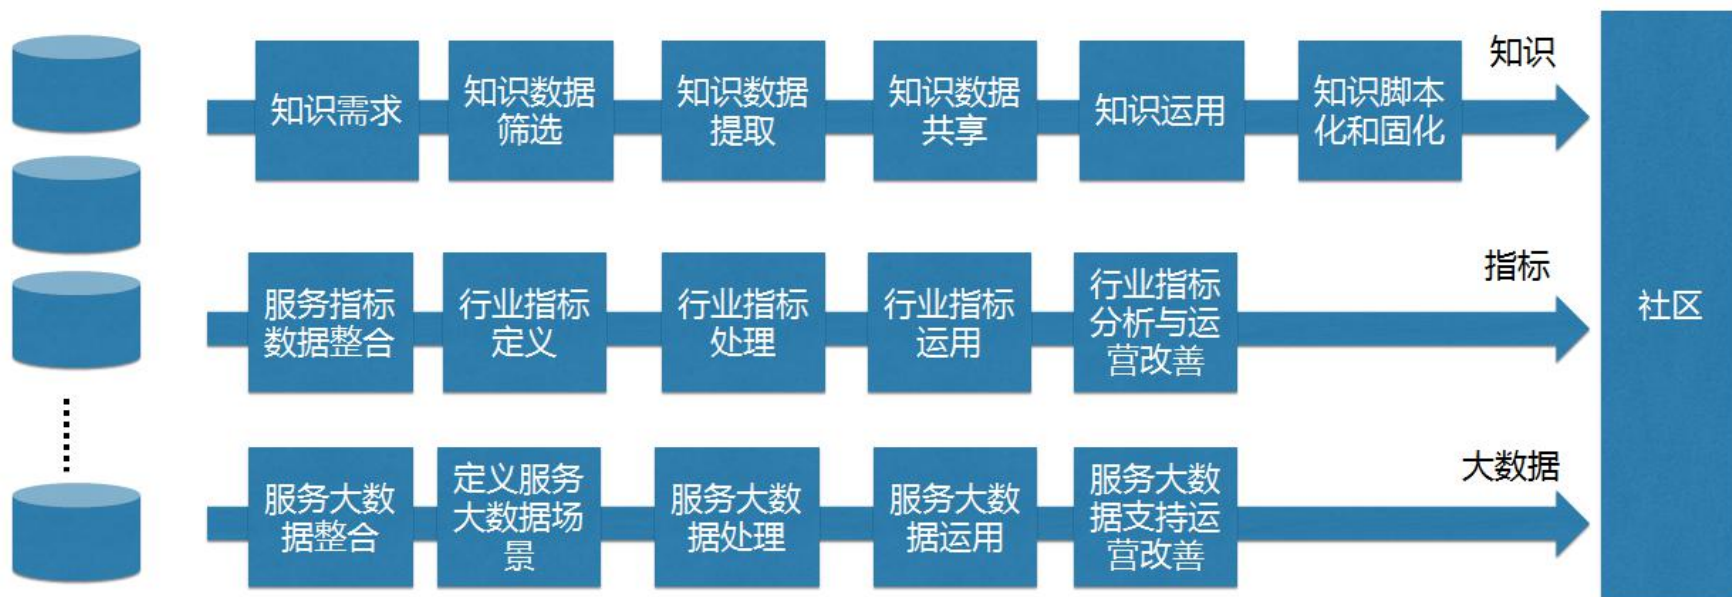 知识
知识需求
知识数据
筛选
知识数据
提取
知识数据
共享
知识运用
知识脚本
化和固化
指标
服务指标
数据整合
行业指标
定义
行业指标
处理
行业指标
运用
行业指标
分析与运
营改善
社区
大数据
服务大数
据整合
定义服务
大数据场
景
服务大数
据处理
服务大数
据运用
服务大数
据支持运
营改善